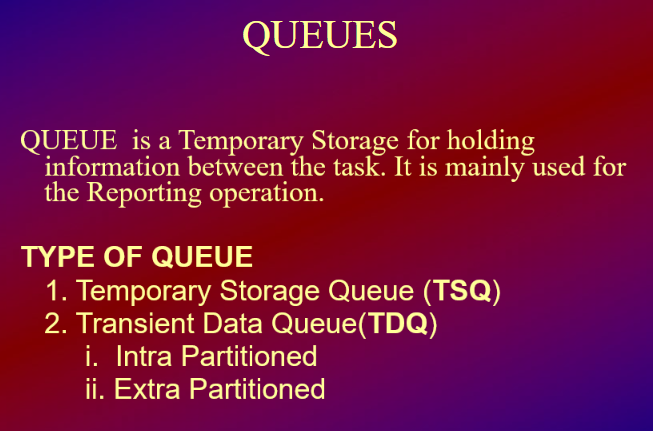 QUEUES
QUEUE  is a Temporary Storage for holding
information between the task. It is mainly used for
the Reporting operation.
TYPE OF QUEUE
1. Temporary Storage Queue (TSQ)
2. Transient Data Queue(TDQ)
i.  Intra Partitioned
ii. Extra Partitioned